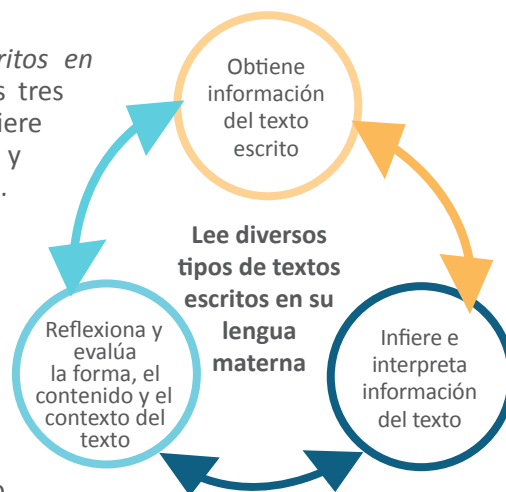 ritos en
s tres
iere
y
.
Obtiene
información
del texto
escrito
Lee diversos
tipos de textos
escritos en su
lengua
materna
Reflexiona y
evalúa
la forma, el
contenido y el
contexto del
texto
Infiere e
interpreta
información
del texto